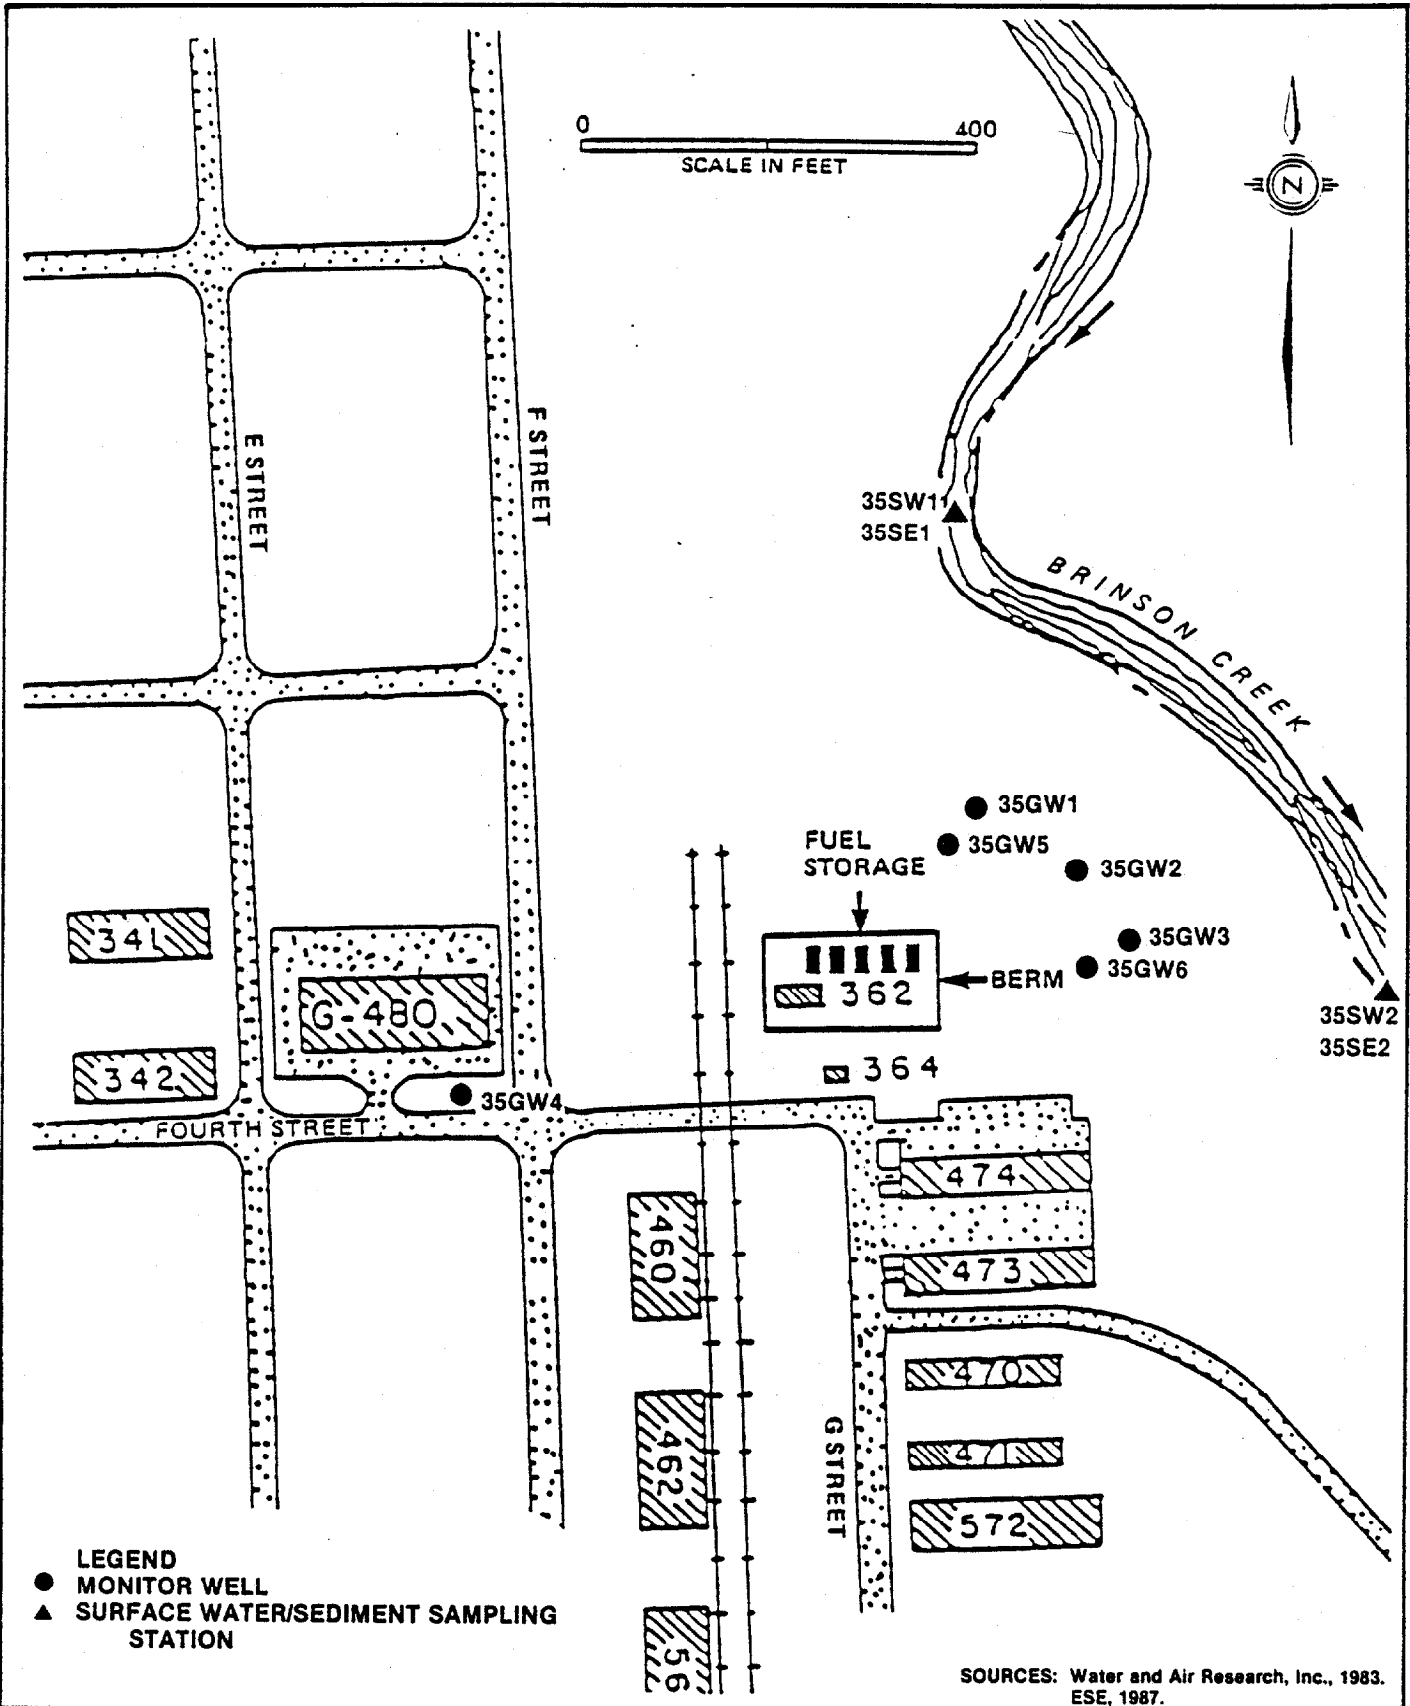 0
400
SCALE IN FEET
N
E STREET
F STREET
35SW1
35SE1
BRINSON CREEK
35GW1
35GW5
35GW2
FUEL
STORAGE
35GW3
35GW6
BERM
362
35SW2
35SE2
341
G-480
342
364
35GW4
FOURTH STREET
474
460
473
470
G STREET
462
471
572
56
LEGEND
MONITOR WELL
SURFACE WATER/SEDIMENT SAMPLING
STATION
SOURCES: Water and Air Research, Inc., 1983.
ESE, 1987.